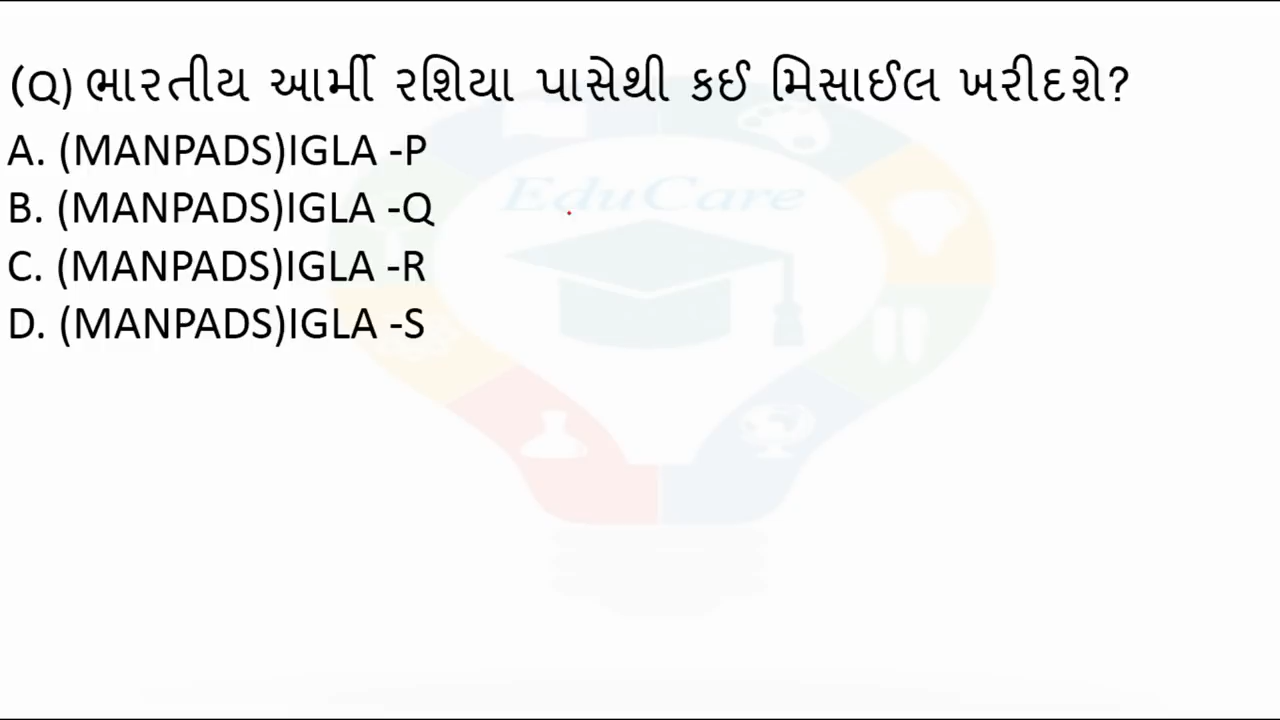 (Q) ભારતીય આર્મી રશિયા પાસેથી કઈ મિસાઈલ ખરીદશે?
A. (MANPADS)IGLA -P
B. (MANPADS)IGLA -Q
C. (MANPADS)IGLA -R
D. (MANPADS)IGLA -S
EduCare